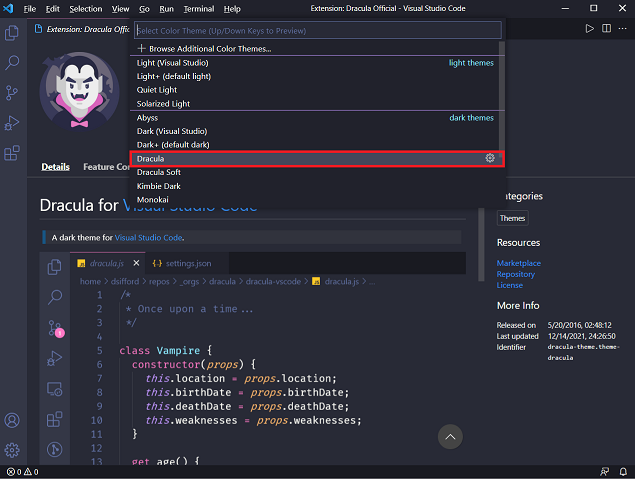 File Edit Selection View Go Run Terminal Help Extension: Dracula Official - Visual Studio Code
Extension: Dracula Offic
Select Color Theme (Up/Down Keys to Preview)
+ Browse Additional Color Themes...
Light (Visual Studio) light themes
Light+ (default light)
Quiet Light
Solarized Light
Abyss dark themes
Dark (Visual Studio)
Dark+ (default dark)
Dracula
Dracula Soft
Kimbie Dark
Monokai
Details Feature Con
Dracula for Visual Studio Code
A dark theme for Visual Studio Code.
dracula.js settings.json
home > dsifford > repos > _orgs > dracula > dracula-vscode > dracula.js > ...
1 /*
2 * Once upon a time...
3 */
4
5 class Vampire {
6 constructor(props) {
7 this.location = props.location;
8 this.birthDate = props.birthDate;
9 this.deathDate = props.deathDate;
10 this.weaknesses = props.weaknesses;
11 }
12
13 get age() {
1
Categories
Themes
Resources
Marketplace
Repository
License
More Info
Released on 5/20/2016, 02:48:12
Last updated 12/14/2021, 24:26:50
Identifier dracula-theme.theme-
dracula
0 0